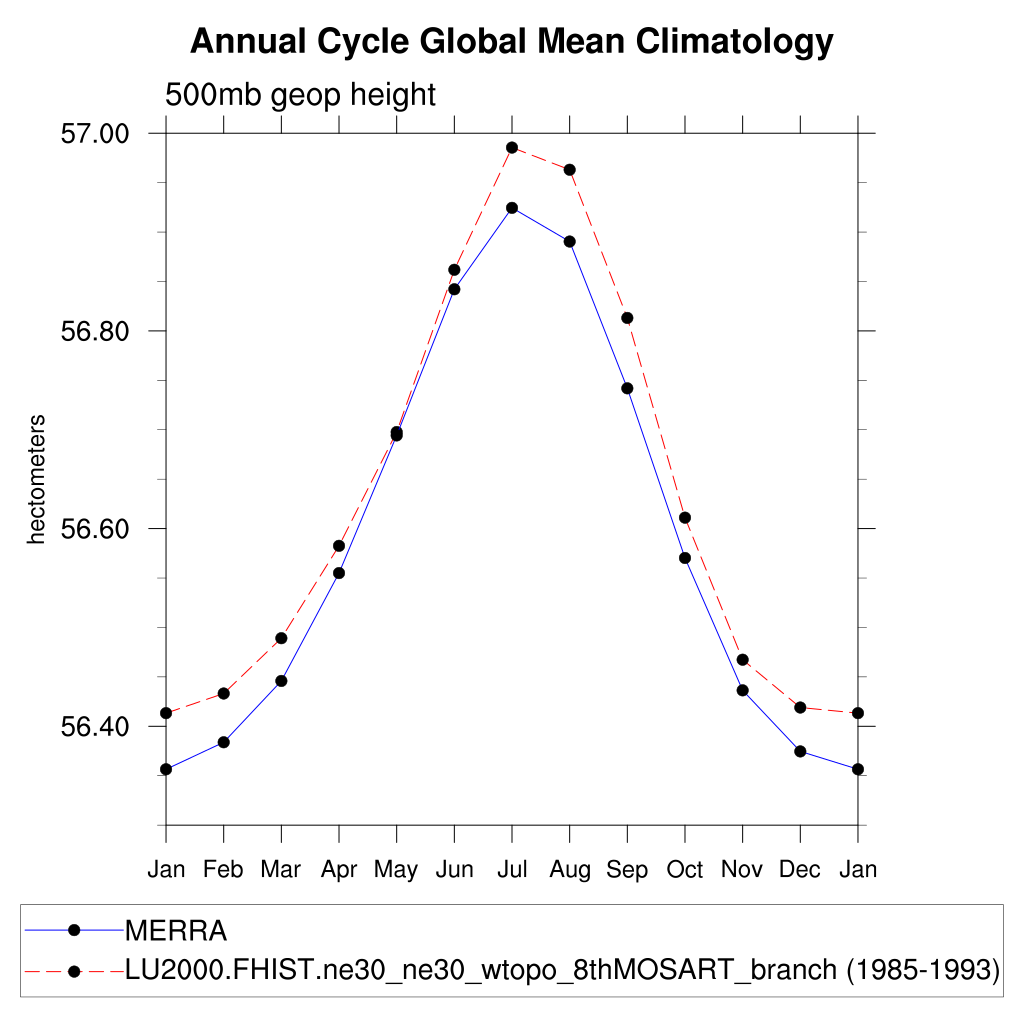 Annual Cycle Global Mean Climatology
500mb geop height
57.00
56.80
56.60
56.40
hectometers
Jan Feb Mar Apr May Jun Jul Aug Sep Oct Nov Dec Jan
MERRA
LU2000.FHIST.ne30_ne30_wtopo_8thMOSART_branch (1985-1993)